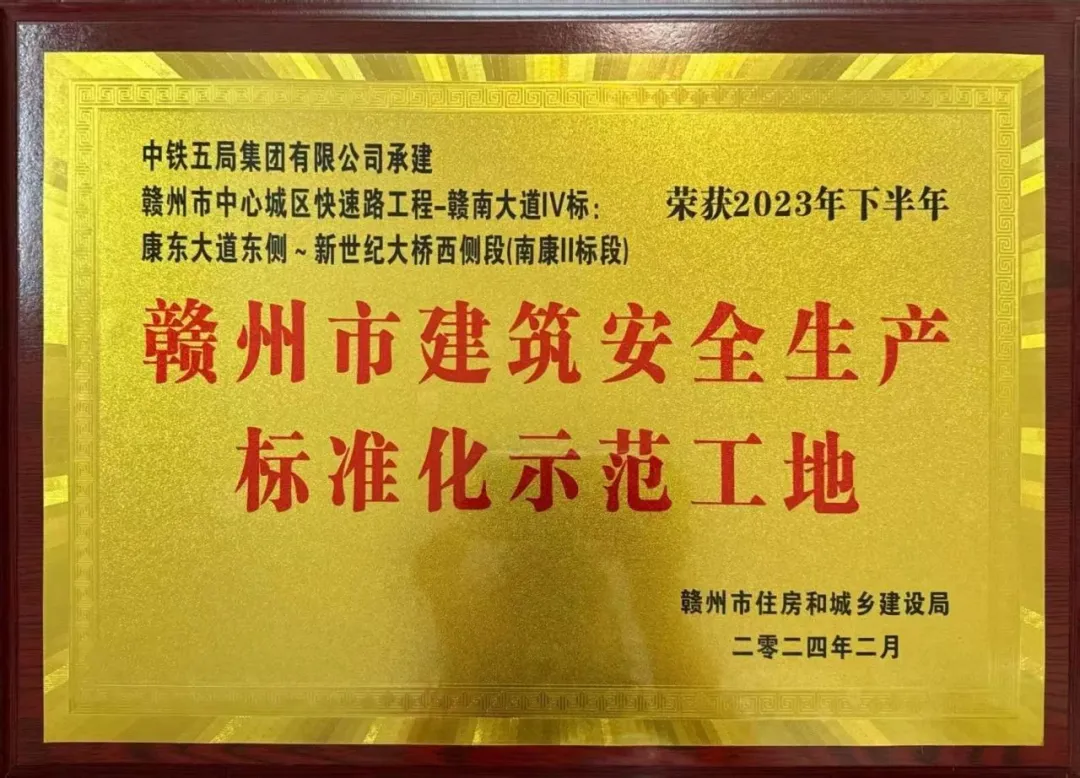 中铁五局集团有限公司承建
赣州市中心城区快速路工程-赣南大道IV标:
康东大道东侧~新世纪大桥西侧段(南康II标段)
荣获2023年下半年
赣州市建筑安全生产
标准化示范工地
赣州市住房和城乡建设局
二零二四年二月